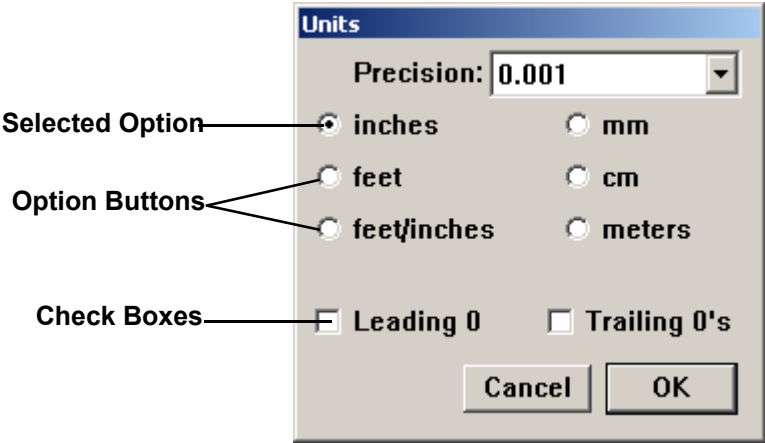 Units
Precision: 0.001
Selected Option inches mm
feet cm
Option Buttons
feet/inches meters
Check Boxes Leading 0 Trailing 0's
Cancel OK